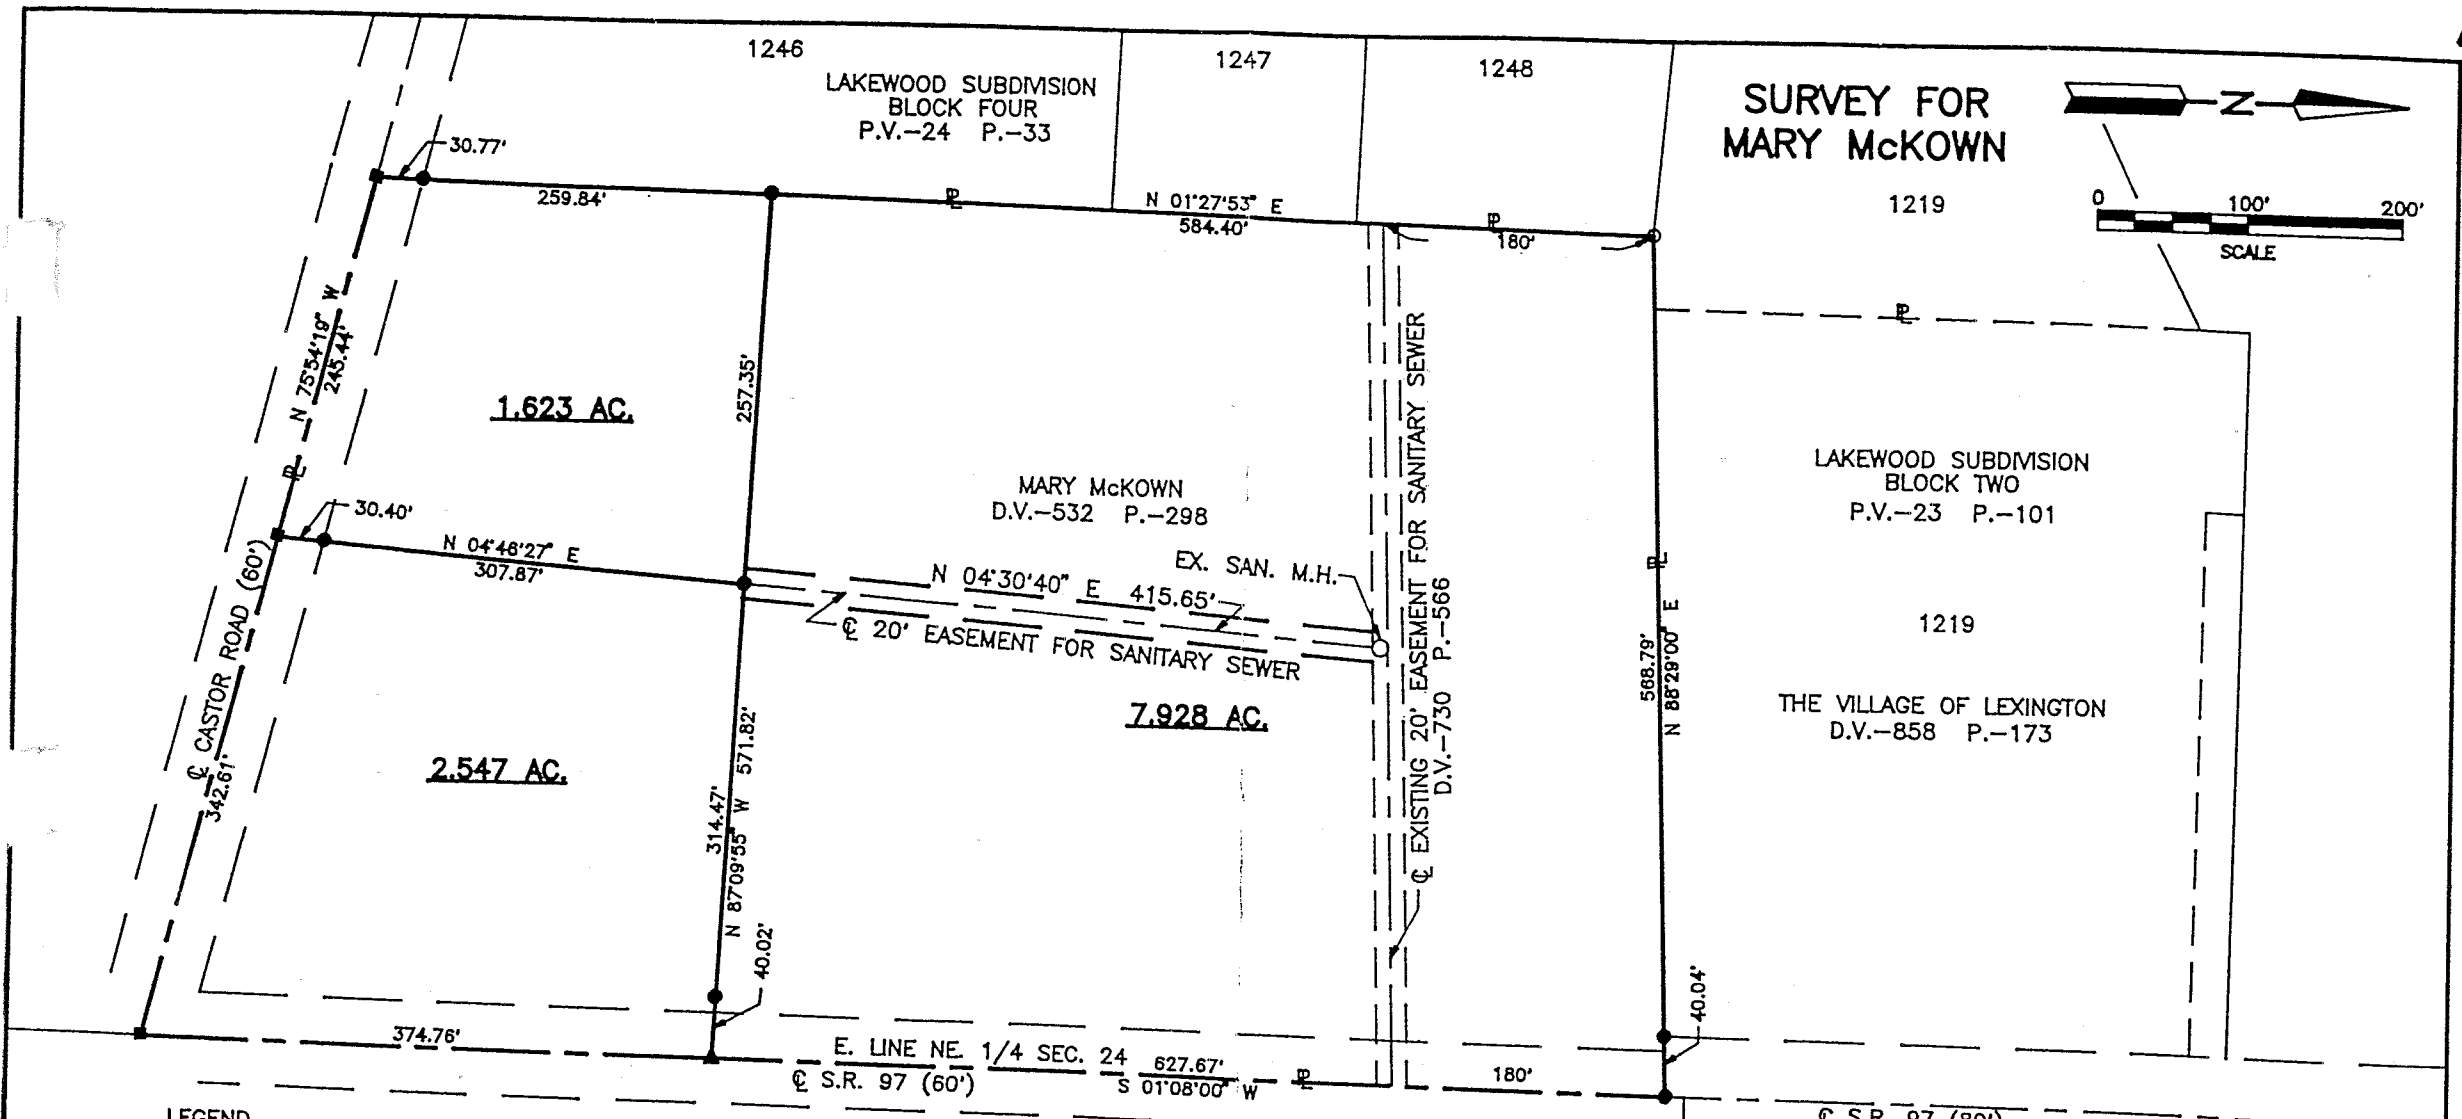 1246
LAKEWOOD SUBDIVISION
BLOCK FOUR
P.V.-24 P.-33
1247
1248
SURVEY FOR
MARY McKOWN
N
1219
0 100' 200'
SCALE
30.77'
259.84'
N 01°27'53" E
584.40'
180'
N 75°54'19" W
245.44'
1.623 AC.
257.35'
MARY McKOWN
D.V.-532 P.-298
EX. SAN. M.H.
30.40'
N 04°46'27" E
307.87'
N 04°30'40" E 415.65'
℄ 20' EASEMENT FOR SANITARY SEWER
7.928 AC.
℄ EXISTING 20' EASEMENT FOR SANITARY SEWER
D.V.-730 P.-566
568.79'
N 88°29'00" E
LAKEWOOD SUBDIVISION
BLOCK TWO
P.V.-23 P.-101
1219
THE VILLAGE OF LEXINGTON
D.V.-858 P.-173
℄ CASTOR ROAD (60')
342.61'
2.547 AC.
314.47'
N 87°09'55" W 571.82'
40.02'
40.04'
374.76'
E. LINE NE. 1/4 SEC. 24
℄ S.R. 97 (60')
627.67'
S 01°08'00" W
180'
LEGEND
℄ S.R. 97 (80')